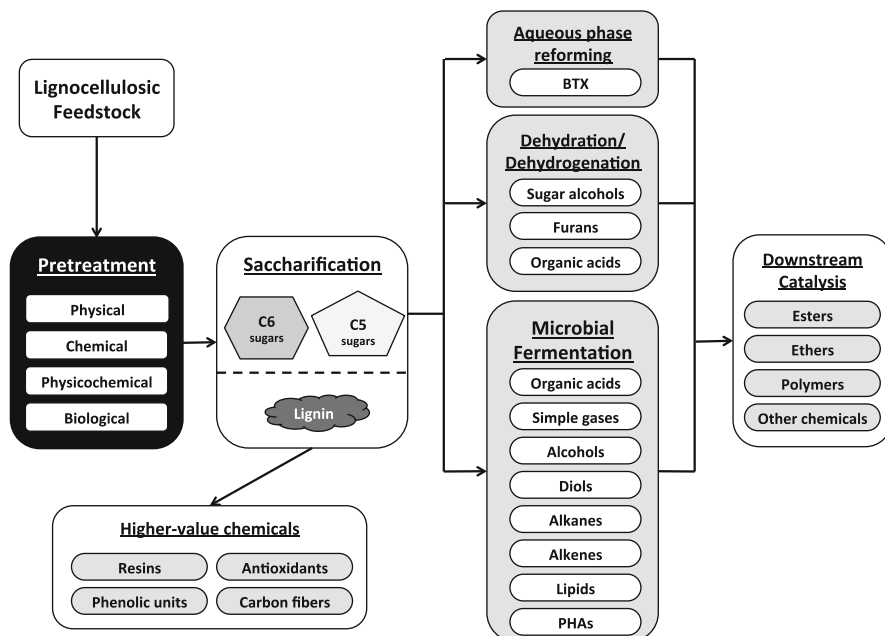 Lignocellulosic
Feedstock
Pretreatment
Physical
Chemical
Physicochemical
Biological
Saccharification
C6
sugars
C5
sugars
Lignin
Higher-value chemicals
Resins
Antioxidants
Phenolic units
Carbon fibers
Aqueous phase
reforming
BTX
Dehydration/
Dehydrogenation
Sugar alcohols
Furans
Organic acids
Microbial
Fermentation
Organic acids
Simple gases
Alcohols
Diols
Alkanes
Alkenes
Lipids
PHAs
Downstream
Catalysis
Esters
Ethers
Polymers
Other chemicals